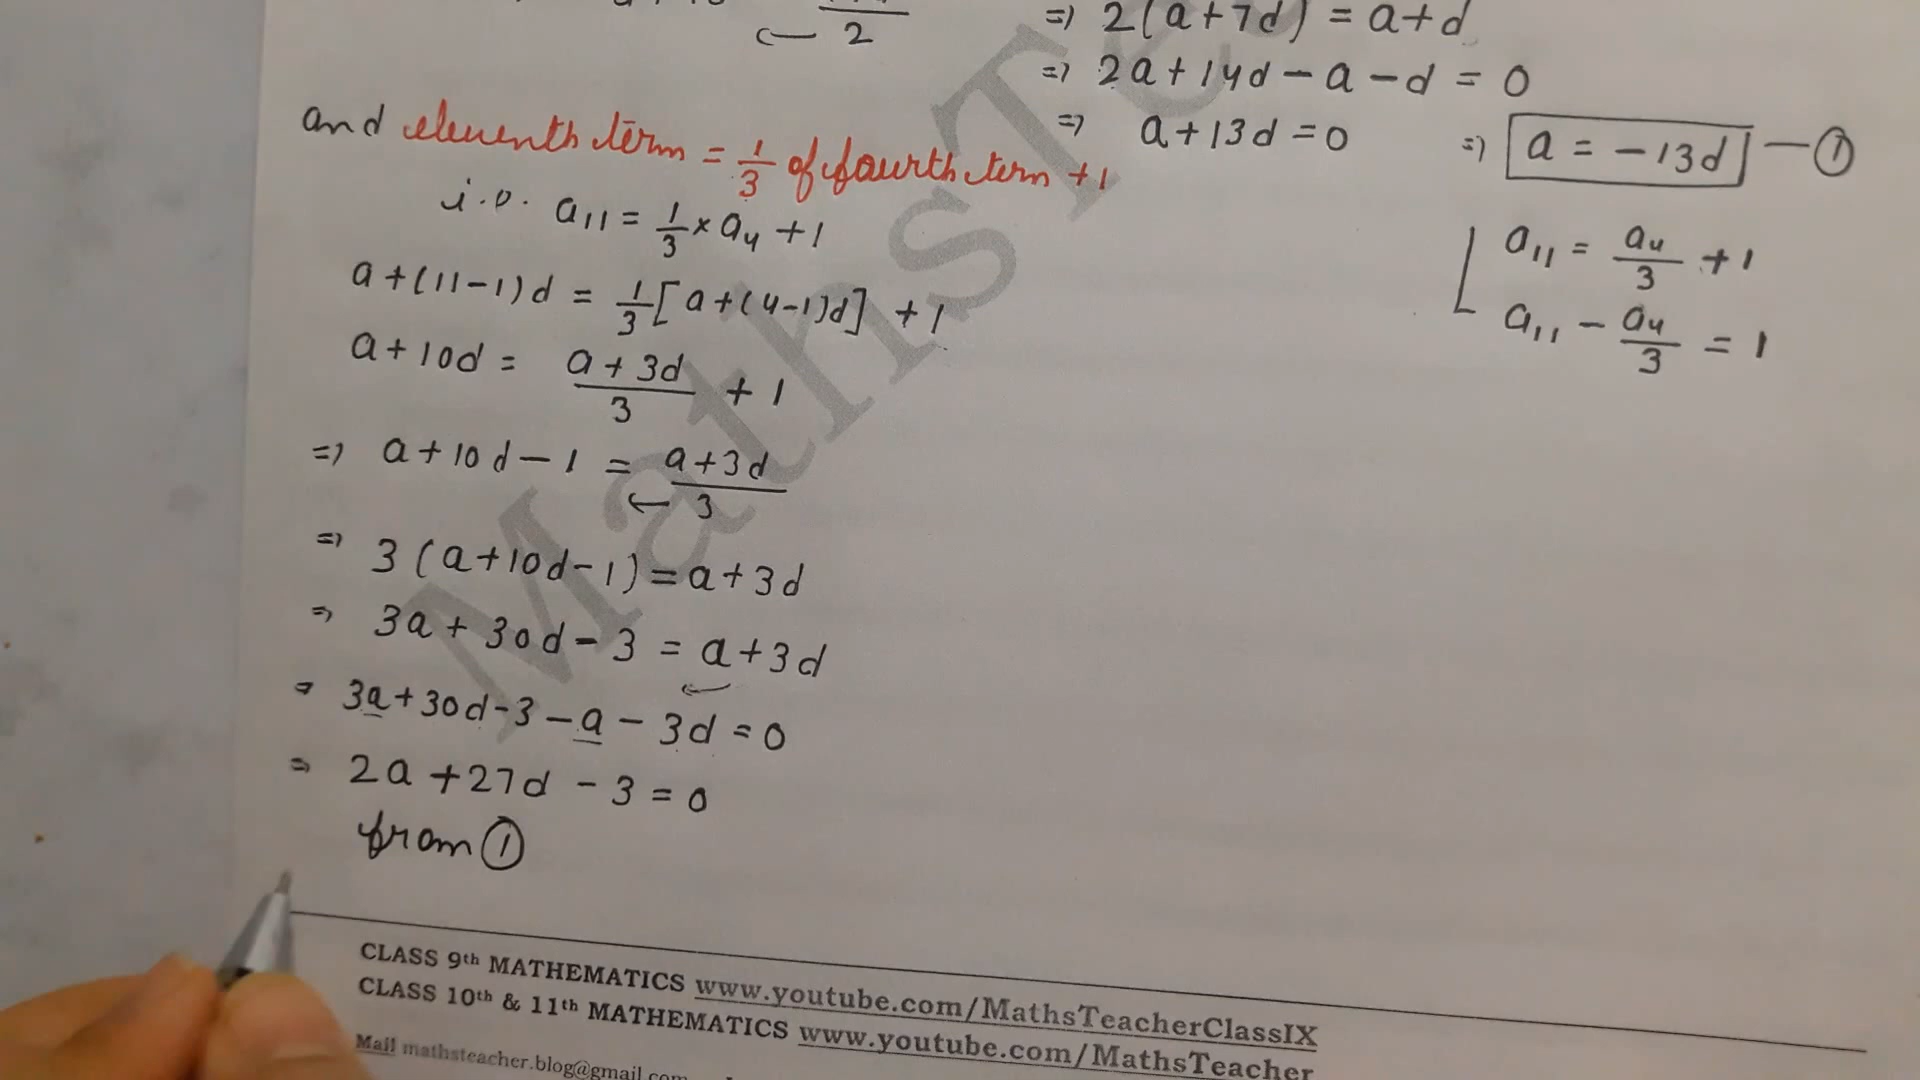 2
⇒ 2(a+7d) = a+d
⇒ 2a+14d-a-d = 0
⇒ a+13d=0 ⇒ a = -13d — ①
and eleventh term = 1/3 of fourth term +1
i.e. a₁₁ = 1/3 × a₄ +1
a+(11-1)d = 1/3 [a+(4-1)d] +1
a+10d = (a+3d)/3 + 1
⇒ a+10d-1 = (a+3d)/3
⇒ 3(a+10d-1)=a+3d
⇒ 3a+30d-3 = a+3d
⇒ 3a+30d-3-a-3d=0
⇒ 2a+27d-3=0
from ①
a₁₁ = a₄/3 + 1
a₁₁ - a₄/3 = 1
MathsTe
CLASS 9th MATHEMATICS www.youtube.com/MathsTeacherClassIX
CLASS 10th & 11th MATHEMATICS www.youtube.com/MathsTeacher
Mail mathsteacher.blog@gmail.com